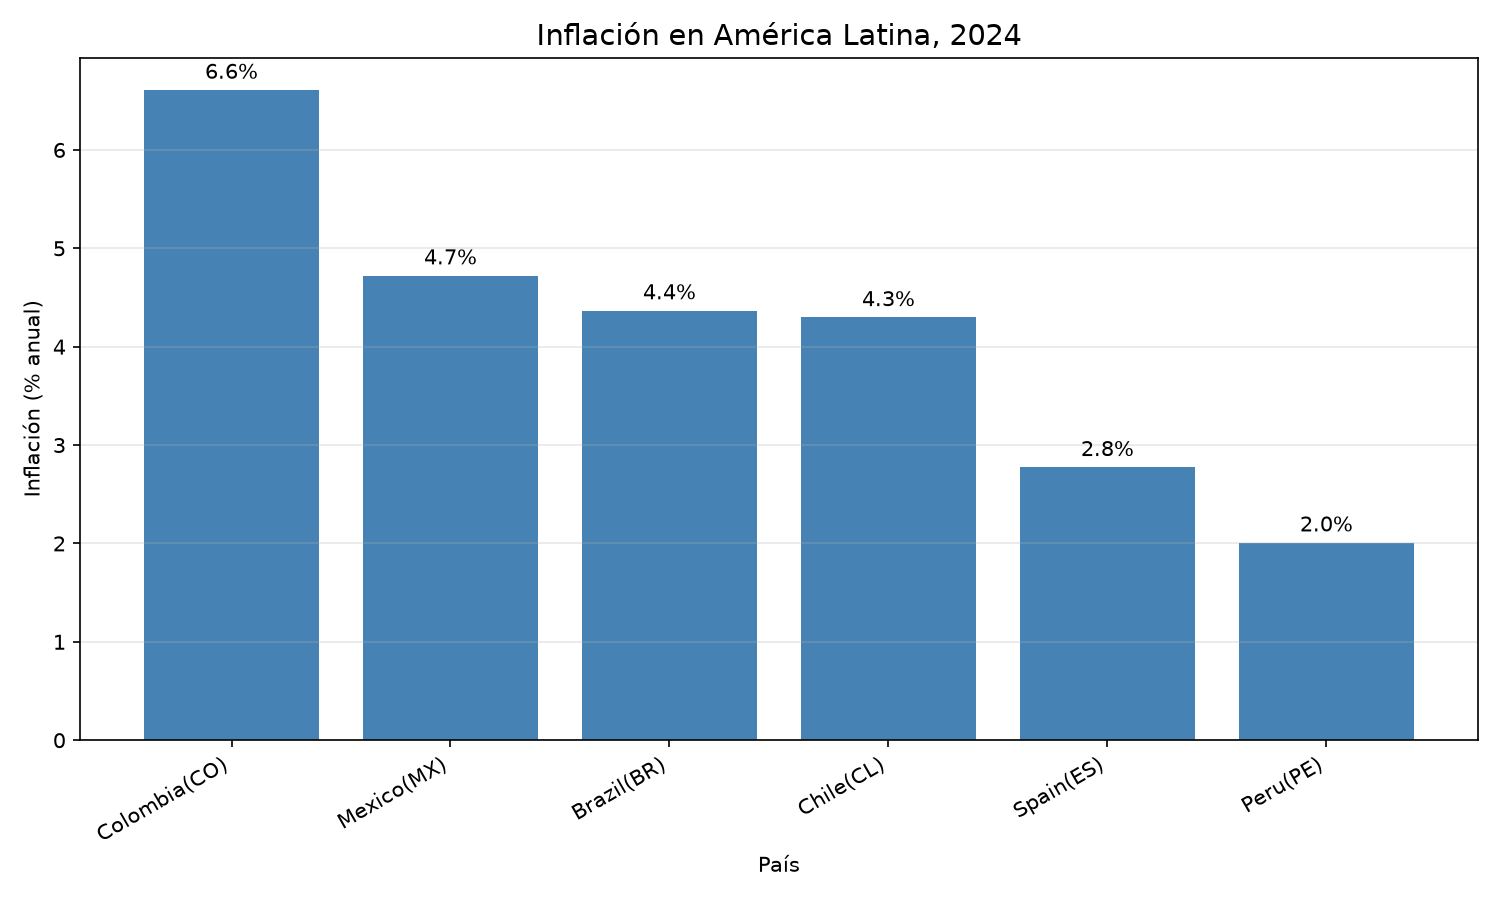 Inflación en América Latina, 2024
6.6%
4.7%
4.4%
4.3%
2.8%
2.0%
6
5
4
3
2
1
0
Inflación (% anual)
Colombia(CO)
Mexico(MX)
Brazil(BR)
Chile(CL)
Spain(ES)
Peru(PE)
País